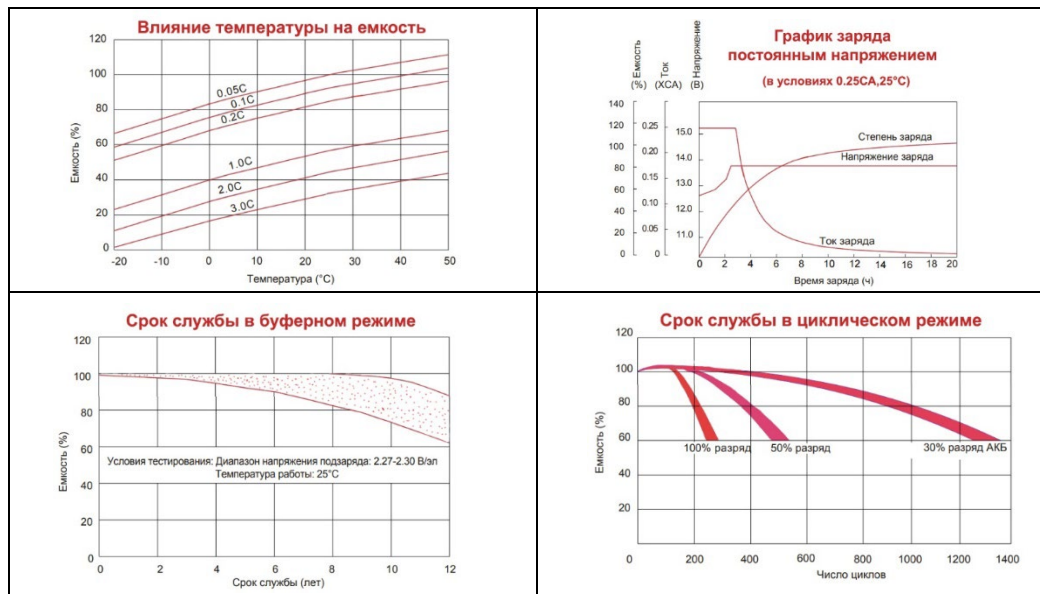 Влияние температуры на емкость
120
100
80
60
40
20
0
Емкость (%)
0.05C
0.1C
0.2C
1.0C
2.0C
3.0C
-20
-10
0
10
20
30
40
50
Температура (°C)
График заряда
постоянным напряжением
(в условиях 0.25CA,25°C)
Емкость
(%)
Ток
(XCA)
Напряжение
(В)
140
120
100
80
60
40
20
0
0.25
0.20
0.15
0.10
0.05
0
15.0
14.0
13.0
12.0
11.0
Степень заряда
Напряжение заряда
Ток заряда
0 2 4 6 8 10 12 14 16 18 20
Время заряда (ч)
Срок службы в буферном режиме
120
100
80
60
40
20
0
Емкость (%)
Условия тестирования: Диапазон напряжения подзаряда: 2.27-2.30 В/эл
Температура работы: 25°C
0 2 4 6 8 10 12
Срок службы (лет)
Срок службы в циклическом режиме
120
100
80
60
40
20
0
Емкость (%)
100% разряд
50% разряд
30% разряд АКБ
0 200 400 600 800 1000 1200 1400
Число циклов